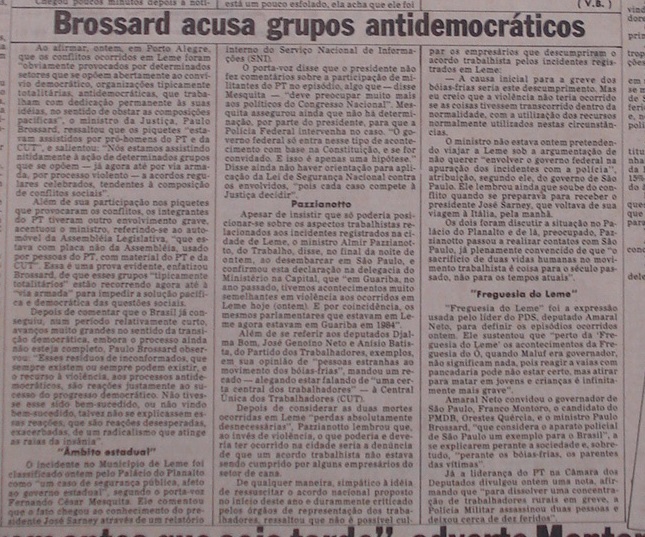 Brossard acusa grupos antidemocráticos
Ao afirmar, ontem, em Porto Alegre,
que os conflitos ocorridos em Leme foram
"obviamente provocados por determinados
setores que se opõem abertamente ao convívio
democrático, organizações tipicamente
totalitárias, antidemocráticas, que trabalham
com dedicação permanente às suas
idéias, no sentido de obstar as composições
pacíficas", o ministro da Justiça, Paulo
Brossard, ressaltou que os piquetes "estavam
assistidos por pró-homens do PT e da
CUT", e salientou: "Nós estamos assistindo
nitidamente à ação de determinados grupos
que se opõem — já agora até por via armada,
por processo violento — a acordos regulares
celebrados, tendentes à composição
de conflitos sociais".
Além de sua participação nos piquetes
que provocaram os conflitos, os integrantes
do PT tiveram outro envolvimento grave,
acentuou o ministro, referindo-se ao automóvel
da Assembléia Legislativa, que "estava
com placa não da Assembléia, usado
por pessoas do PT, com material do PT e da
CUT". Essa é uma prova evidente, enfatizou
Brossard, de que esses grupos "tipicamente
totalitários" estão recorrendo agora até à
"via armada" para impedir a solução pacífica
e democrática das questões sociais.
Depois de comentar que o Brazil já conseguiu,
num período relativamente curto,
avanços muito grandes no sentido da transição
democrática, embora o processo ainda
não esteja completo, Paulo Brossard observou:
"Esses resíduos de inconformados, que
sempre existem ou sempre podem existir, e
o recurso à violência, aos processos antidemocráticos,
são reações justamente ao sucesso
do progresso democrático. Não tivesse
esse sido bem-sucedido, ou não vindo
bem-sucedido, talvez não se explicassem essas
reações, que são reações desesperadas,
exacerbadas, de um radicalismo que atinge
as raias da insânia".
"Âmbito estadual"
O incidente no Município de Leme foi
classificado ontem pelo Palácio do Planalto
como "um caso de segurança pública, afeto
ao governo estadual", segundo o porta-voz
Fernando César Mesquita. Ele comentou
que o fato chegou ao conhecimento do presidente
José Sarney através de um relatório
interno do Serviço Nacional de Informações
(SNI).
O porta-voz disse que o presidente não
fez comentários sobre a participação de militantes
do PT no episódio, algo que — disse
Mesquita — "deve preocupar muito mais
aos políticos do Congresso Nacional". Mesquita
assegurou ainda que não há determinação,
por parte do presidente, para que a
Polícia Federal intervenha no caso. "O governo
federal só entra nesse tipo de acontecimento
com base na Constituição, e se for
convidado. E isso é apenas uma hipótese."
Disse ainda não haver orientação para aplicação
da Lei de Segurança Nacional contra
os envolvidos, "pois cada caso compete à
Justiça decidir".
Pazzianotto
Apesar de insistir que só poderia posicionar-se
sobre os aspectos trabalhistas relacionados
aos incidentes registrados na cidade
de Leme, o ministro Almir Pazzianotto,
do Trabalho, disse, no final da noite de
ontem, ao desembarcar em São Paulo, e
confirmou esta declaração na delegacia do
Ministério na Capital, que "em Guariba, no
ano passado, tivemos acontecimentos muito
semelhantes em violência aos ocorridos em
Leme hoje (ontem). E por coincidência, os
mesmos parlamentares que estavam em Leme
agora estavam em Guariba em 1984".
Além de se referir aos deputados Djalma
Bom, José Genoíno Neto e Anísio Batista,
do Partido dos Trabalhadores, exemplos,
em sua opinião de "pessoas estranhas ao
movimento dos bóias-frias", mandou um recado
— alegando estar falando de "uma certa
central dos trabalhadores" — à Central
Única dos Trabalhadores (CUT).
Depois de considerar as duas mortes
ocorridas em Leme "perdas absolutamente
desnecessárias", Pazzianotto lembrou que,
ao invés de violência, o que poderia e deveria
ter ocorrido na cidade seria a denúncia
de que um acordo trabalhista não estava
sendo cumprido por alguns empresários do
setor de cana.
De qualquer maneira, simpático à idéia
de ressuscitar o acordo nacional proposto
no início deste ano e duramente criticado
pelos órgãos de representação dos trabalhadores,
ressaltou que não é possível culpar
os empresários que descumpriram o
acordo trabalhista pelos incidentes registrados
em Leme:
— A causa inicial para a greve dos
bóias-frias seria este descumprimento. Mas
eu creio que a violência não teria ocorrido
se as coisas tivessem transcorrido dentro da
normalidade, com a utilização dos recursos
normalmente utilizados nestas circunstâncias.
O ministro não estava ontem pretendendo
viajar a Leme sob a argumentação de
não querer "envolver o governo federal na
apuração dos incidentes com a polícia",
atribuição, segundo ele, do governo de São
Paulo. Ele lembrou ainda que soube do conflito
quando se preparava para receber o
presidente José Sarney, que voltava de sua
viagem à Itália, pela manhã.
Os dois foram discutir a situação no Palácio
do Planalto e de lá, preocupado, Pazzianotto
passou a realizar contatos com São
Paulo, já plenamente convencido de que "o
sacrifício de duas vidas humanas no movimento
trabalhista é coisa para o século passado,
não para os tempos atuais".
"Freguesia do Leme"
"Freguesia do Leme" foi a expressão
usada pelo líder do PDS, deputado Amaral
Neto, para definir os episódios ocorridos
ontem. Ele sustentou que "perto da 'Freguesia
do Leme' os acontecimentos da Freguesia
do Ó, quando Maluf era governador,
não significam nada, pois reagir a vaias com
pancadaria pode não estar certo, mas atirar
para matar em jovens e crianças é infinitamente
mais grave".
Amaral Neto convidou o governador de
São Paulo, Franco Montoro, o candidato do
PMDB, Orestes Quércia, e o ministro Paulo
Brossard, "que considera o aparato policial
de São Paulo um exemplo para o Brasil", a
se explicarem perante a sociedade e, sobretudo,
"perante os bóias-frias, os parentes
das vítimas".
Já a liderança do PT na Câmara dos
Deputados divulgou ontem uma nota, afirmando
que "para dissolver uma concentração
de trabalhadores rurais em greve, a
Polícia Militar assassinou duas pessoas e
deixou cerca de dez feridos".